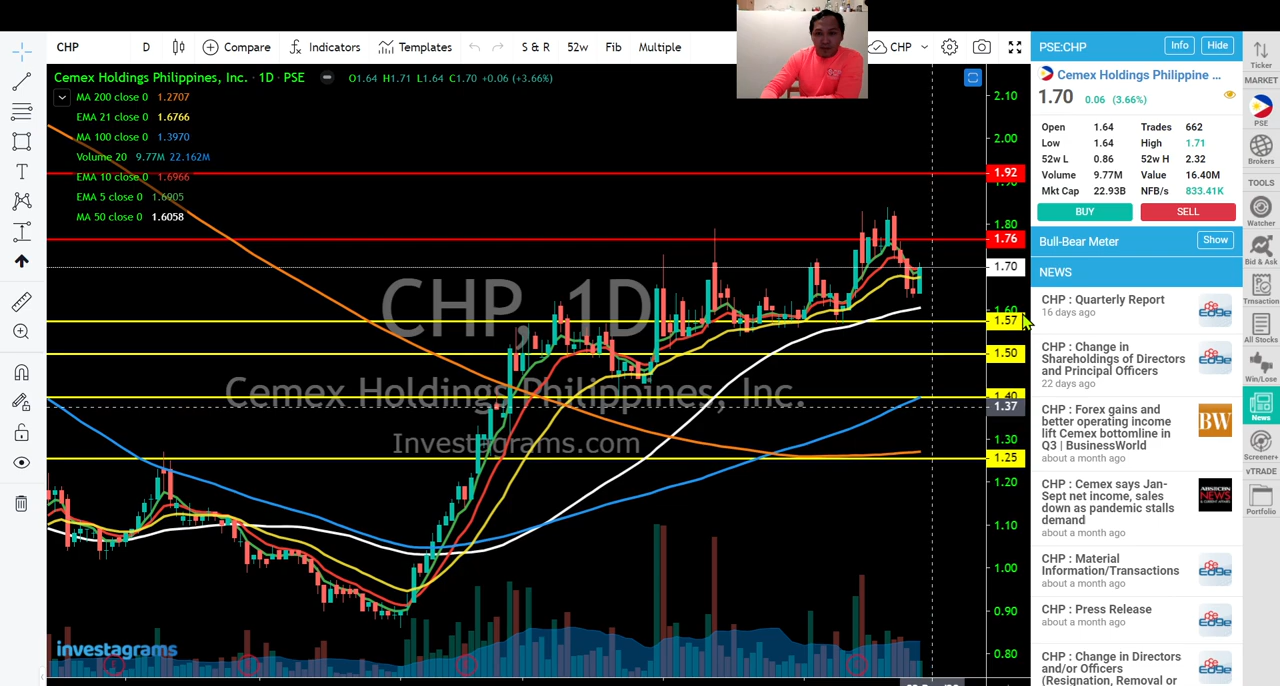 CHP
D
Compare
Indicators
Templates
S & R
52w
Fib
Multiple
CHP
Cemex Holdings Philippines, Inc. · 1D · PSE
O1.64 H1.71 L1.64 C1.70 +0.06 (+3.66%)
MA 200 close 0 1.2707
EMA 21 close 0 1.6766
MA 100 close 0 1.3970
Volume 20 9.77M 22.162M
EMA 10 close 0 1.6966
EMA 5 close 0 1.6905
MA 50 close 0 1.6058
CHP, 1D
Cemex Holdings Philippines, Inc.
Investagrams.com
investagrams
2.10
2.00
1.92
1.90
1.80
1.76
1.70
1.60
1.57
1.50
1.40
1.37
1.30
1.25
1.20
1.10
1.00
0.90
0.80
PSE:CHP
Info
Hide
Cemex Holdings Philippine ...
1.70 0.06 (3.66%)
Open 1.64 Trades 662
Low 1.64 High 1.71
52w L 0.86 52w H 2.32
Volume 9.77M Value 16.40M
Mkt Cap 22.93B NFB/s 833.41K
BUY
SELL
Bull-Bear Meter
Show
NEWS
CHP : Quarterly Report
16 days ago
EDGE
CHP : Change in
Shareholdings of Directors
and Principal Officers
22 days ago
EDGE
CHP : Forex gains and
better operating income
lift Cemex bottomline in
Q3 | BusinessWorld
about a month ago
BW
CHP : Cemex says Jan-
Sept net income, sales
down as pandemic stalls
demand
about a month ago
ABS-CBN
NEWS
CHP : Material
Information/Transactions
about a month ago
EDGE
CHP : Press Release
about a month ago
EDGE
CHP : Change in Directors
and/or Officers
(Resignation, Removal or
EDGE
Ticker
MARKET
PSE
Brokers
TOOLS
Watcher
Bid & Ask
Trnsaction
All Stocks
Win/Lose
News
Screener+
vTRADE
Portfolio